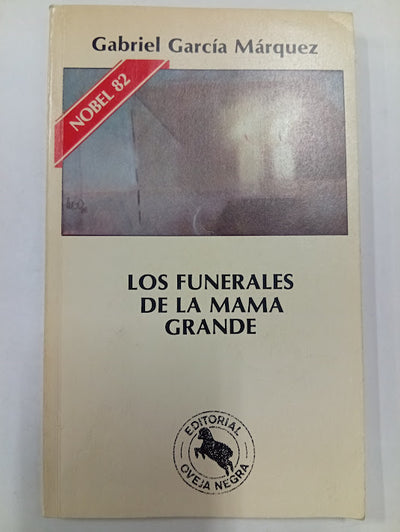 Gabriel García Márquez
NOBEL 82
LOS FUNERALES
DE LA MAMA
GRANDE
EDITORIAL
OVEJA NEGRA